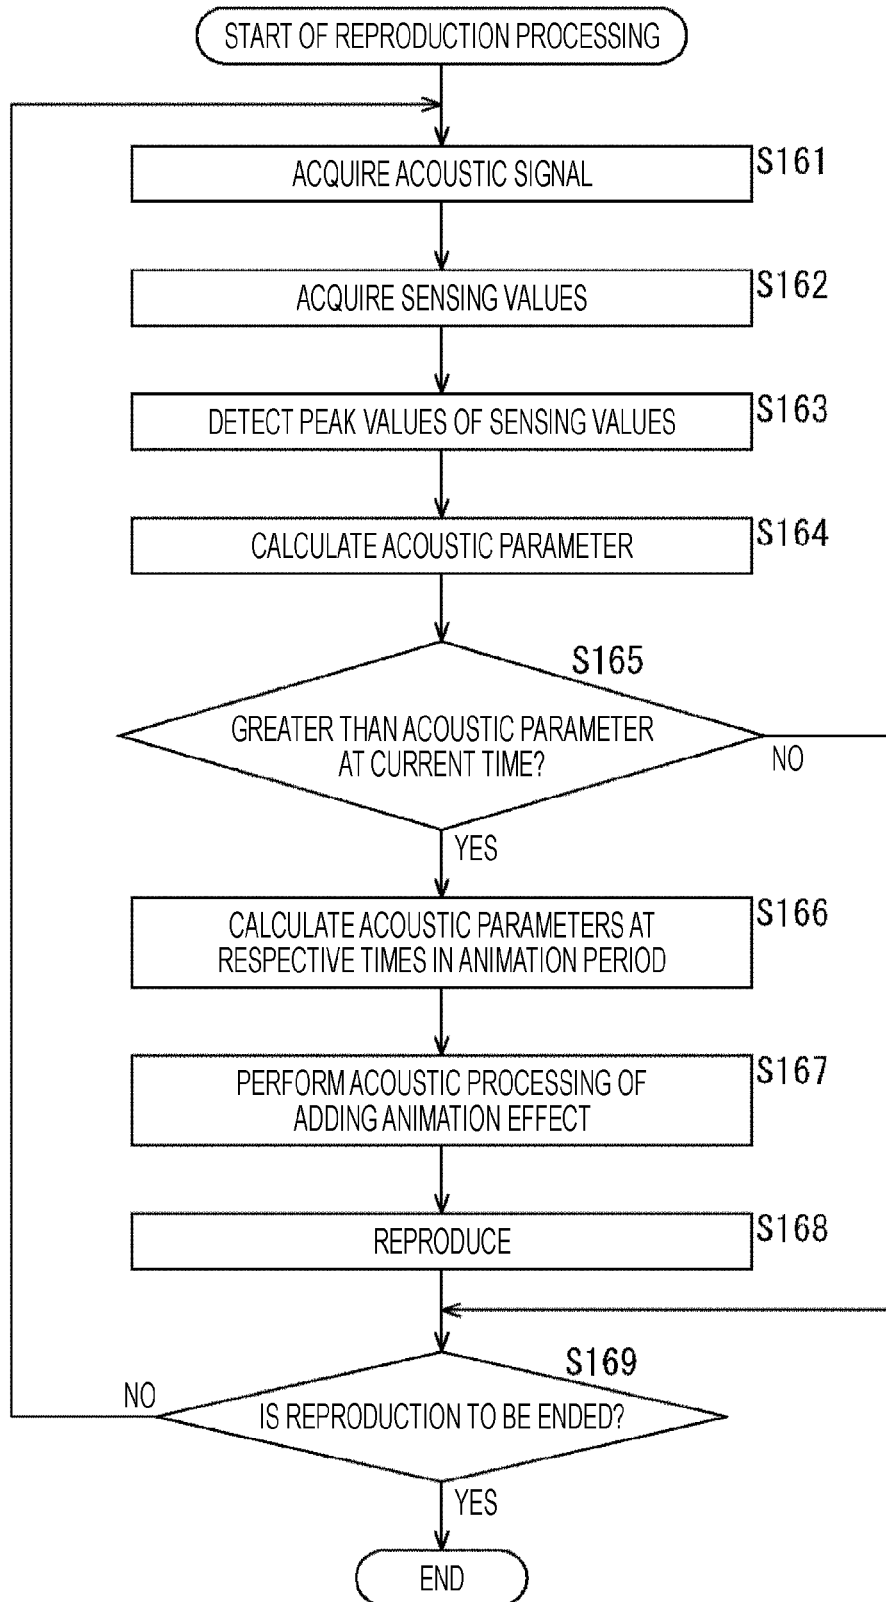 START OF REPRODUCTION PROCESSING
ACQUIRE ACOUSTIC SIGNAL
S161
ACQUIRE SENSING VALUES
S162
DETECT PEAK VALUES OF SENSING VALUES
S163
CALCULATE ACOUSTIC PARAMETER
S164
S165
GREATER THAN ACOUSTIC PARAMETER
AT CURRENT TIME?
NO
YES
CALCULATE ACOUSTIC PARAMETERS AT
RESPECTIVE TIMES IN ANIMATION PERIOD
S166
PERFORM ACOUSTIC PROCESSING OF
ADDING ANIMATION EFFECT
S167
REPRODUCE
S168
S169
NO
IS REPRODUCTION TO BE ENDED?
YES
END